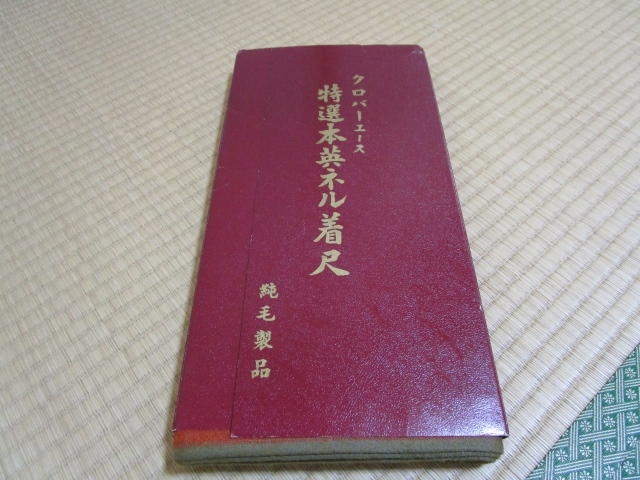 クロバーエース
特選本英ネル着尺
純毛製品